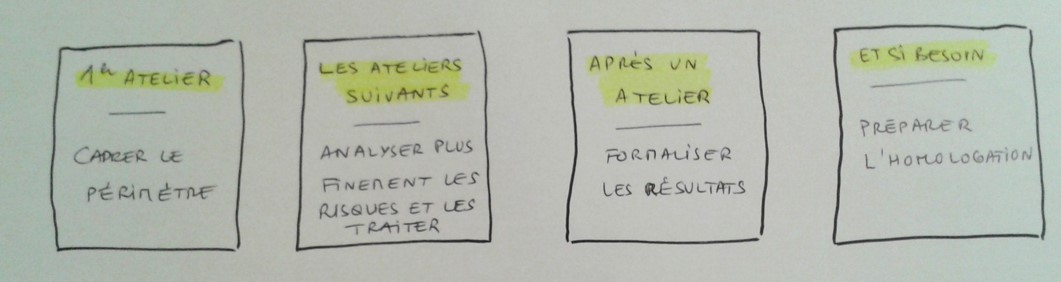 1er ATELIER
CADRER LE
PÉRIMÈTRE
LES ATELIERS
SUIVANTS
ANALYSER PLUS
FINEMENT LES
RISQUES ET LES
TRAITER
APRÈS UN
ATELIER
FORMALISER
LES RÉSULTATS
ET SI BESOIN
PRÉPARER
L'HOMOLOGATION